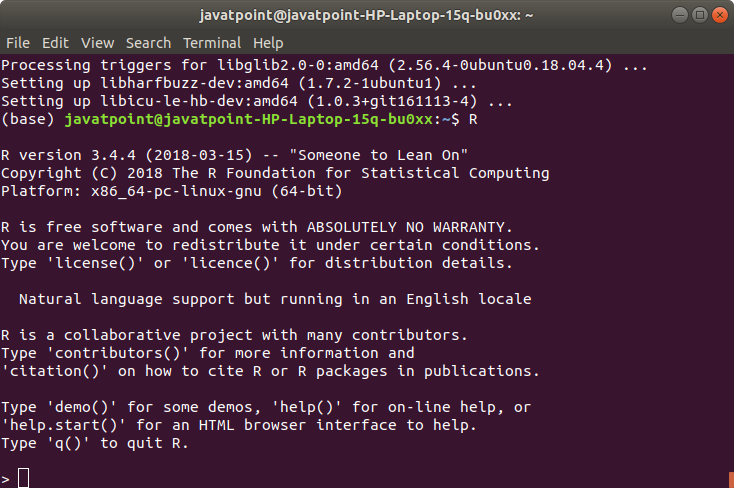 javatpoint@javatpoint-HP-Laptop-15q-bu0xx: ~
File Edit View Search Terminal Help
Processing triggers for libglib2.0-0:amd64 (2.56.4-0ubuntu0.18.04.4) ...
Setting up libharfbuzz-dev:amd64 (1.7.2-1ubuntu1) ...
Setting up libicu-le-hb-dev:amd64 (1.0.3+git161113-4) ...
(base) javatpoint@javatpoint-HP-Laptop-15q-bu0xx:~$ R
R version 3.4.4 (2018-03-15) -- "Someone to Lean On"
Copyright (C) 2018 The R Foundation for Statistical Computing
Platform: x86_64-pc-linux-gnu (64-bit)
R is free software and comes with ABSOLUTELY NO WARRANTY.
You are welcome to redistribute it under certain conditions.
Type 'license()' or 'licence()' for distribution details.
Natural language support but running in an English locale
R is a collaborative project with many contributors.
Type 'contributors()' for more information and
'citation()' on how to cite R or R packages in publications.
Type 'demo()' for some demos, 'help()' for on-line help, or
'help.start()' for an HTML browser interface to help.
Type 'q()' to quit R.
>